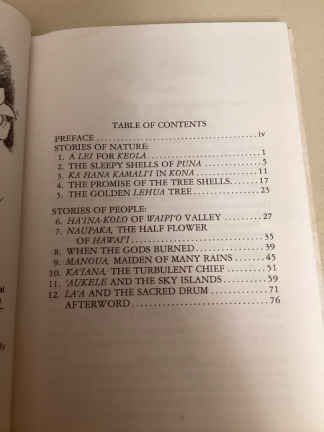 TABLE OF CONTENTS
PREFACE ........................................ iv
STORIES OF NATURE:
1. A LEI FOR KEOLA ............................ 1
2. THE SLEEPY SHELLS OF PUNA .............. 5
3. KA HANA KAMALI'I IN KONA ............... 11
4. THE PROMISE OF THE TREE SHELLS...... 17
5. THE GOLDEN LEHUA TREE ................. 23
STORIES OF PEOPLE:
6. HA'INA-KOLO OF WAIPI'O VALLEY ......... 27
7. NAUPAKA, THE HALF FLOWER
OF HAWAI'I ................................ 35
8. WHEN THE GODS BURNED ................. 39
9. MANOUA, MAIDEN OF MANY RAINS ....... 45
10. KA'IANA, THE TURBULENT CHIEF ......... 51
11. 'AUKELE AND THE SKY ISLANDS .......... 59
12. LA'A AND THE SACRED DRUM ............. 71
AFTERWORD ................................ 76